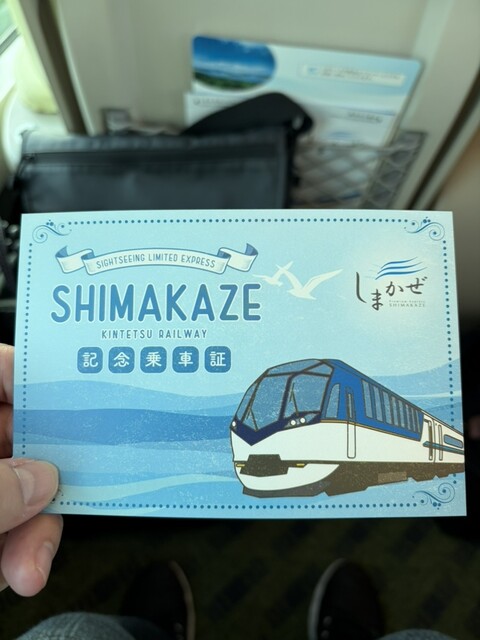 SIGHTSEEING LIMITED EXPRESS
SHIMAKAZE
KINTETSU RAILWAY
記念乗車証
しまかぜ
SHIMAKAZE